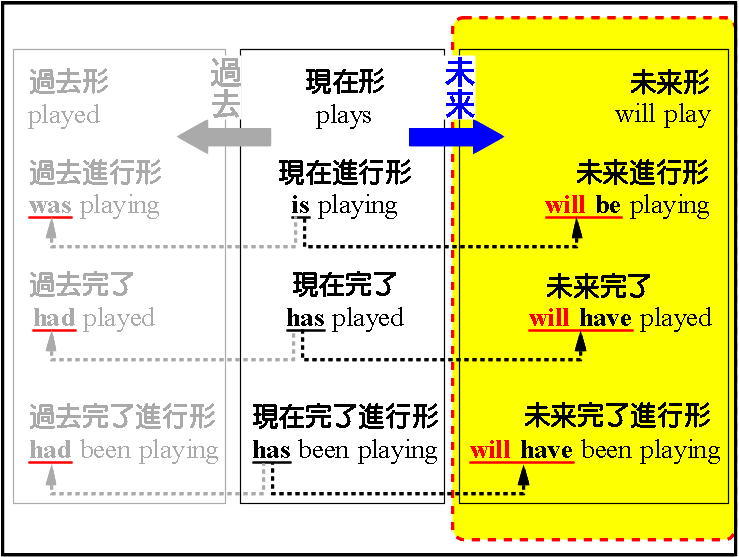 過去形
played
過去
現在形
plays
未来
未来形
will play
過去進行形
was playing
現在進行形
is playing
未来進行形
will be playing
過去完了
had played
現在完了
has played
未来完了
will have played
過去完了進行形
had been playing
現在完了進行形
has been playing
未来完了進行形
will have been playing